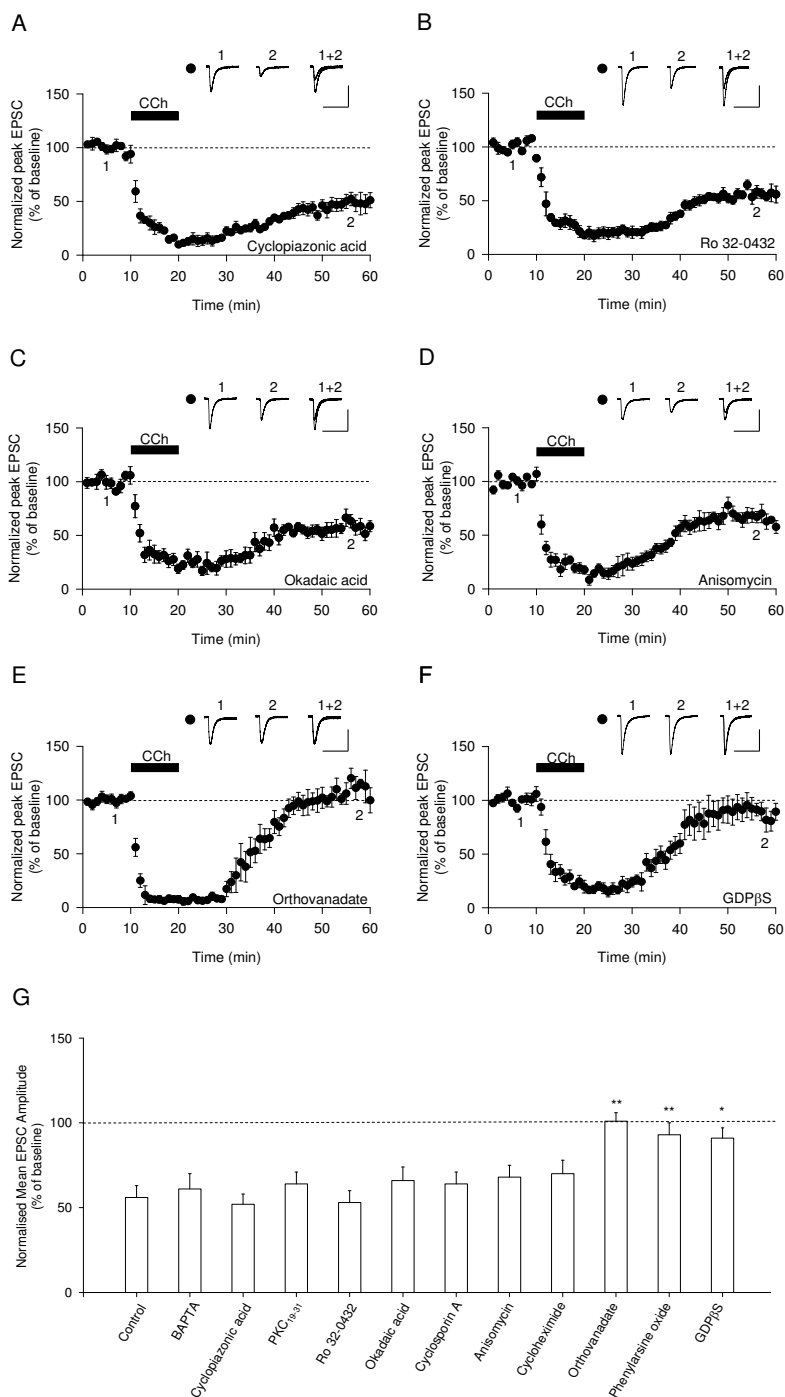 A
1 2 1+2
CCh
150
100
50
0
1
2
Normalized peak EPSC
(% of baseline)
Cyclopiazonic acid
0 10 20 30 40 50 60
Time (min)
B
1 2 1+2
CCh
150
100
50
0
1
2
Normalized peak EPSC
(% of baseline)
Ro 32-0432
0 10 20 30 40 50 60
Time (min)
C
1 2 1+2
CCh
150
100
50
0
1
2
Normalized peak EPSC
(% of baseline)
Okadaic acid
0 10 20 30 40 50 60
Time (min)
D
1 2 1+2
CCh
150
100
50
0
1
2
Normalized peak EPSC
(% of baseline)
Anisomycin
0 10 20 30 40 50 60
Time (min)
E
1 2 1+2
CCh
150
100
50
0
1
2
Normalized peak EPSC
(% of baseline)
Orthovanadate
0 10 20 30 40 50 60
Time (min)
F
1 2 1+2
CCh
150
100
50
0
1
2
Normalized peak EPSC
(% of baseline)
GDPβS
0 10 20 30 40 50 60
Time (min)
G
150
100
50
0
Normalised Mean EPSC Amplitude
(% of baseline)
** ** *
Control
BAPTA
Cyclopiazonic acid
PKC19-31
Ro 32-0432
Okadaic acid
Cyclosporin A
Anisomycin
Cycloheximide
Orthovanadate
Phenylarsine oxide
GDPβS